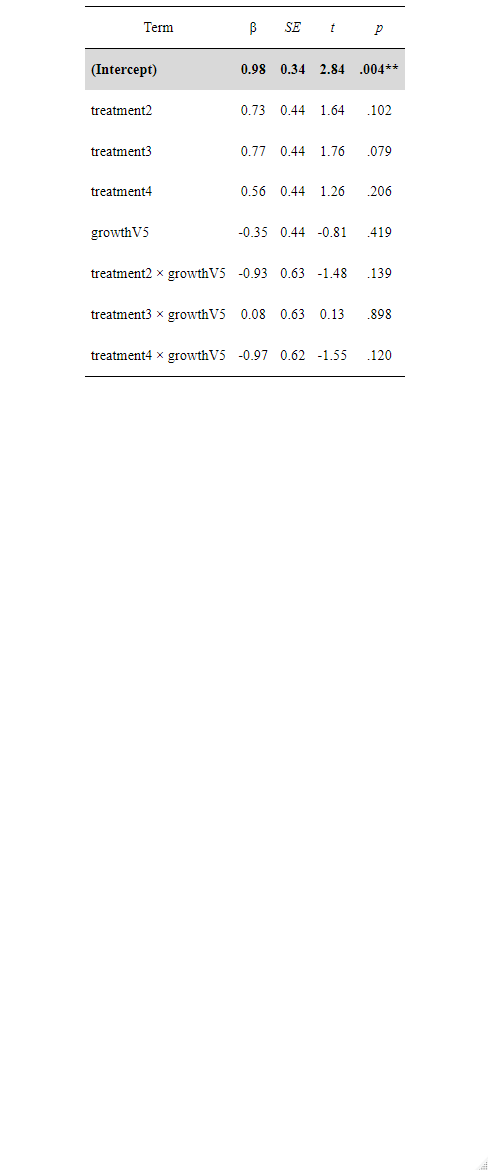 Term β SE t p
(Intercept) 0.98 0.34 2.84 .004**
treatment2 0.73 0.44 1.64 .102
treatment3 0.77 0.44 1.76 .079
treatment4 0.56 0.44 1.26 .206
growthV5 -0.35 0.44 -0.81 .419
treatment2 × growthV5 -0.93 0.63 -1.48 .139
treatment3 × growthV5 0.08 0.63 0.13 .898
treatment4 × growthV5 -0.97 0.62 -1.55 .120